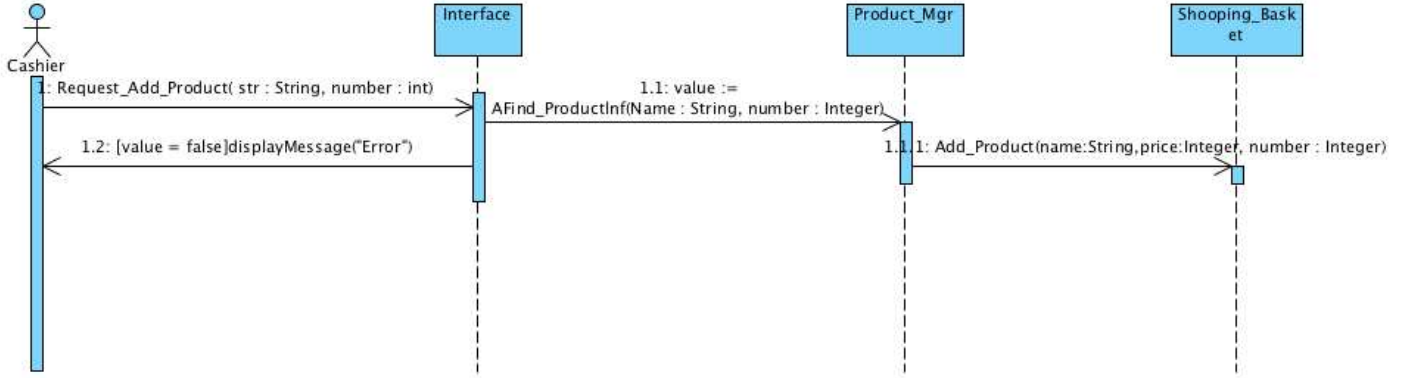 Interface
Product_Mgr
Shooping_Bask
et
Cashier
1: Request_Add_Product( str : String, number : int)
1.1: value :=
AFind_ProductInf(Name : String, number : Integer)
1.2: [value = false]displayMessage("Error")
1.1.1: Add_Product(name:String,price:Integer, number : Integer)